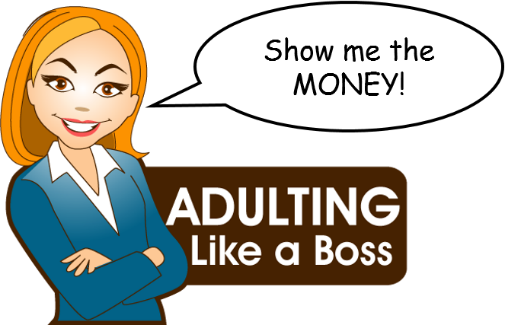 Show me the
MONEY!
ADULTING
Like a Boss